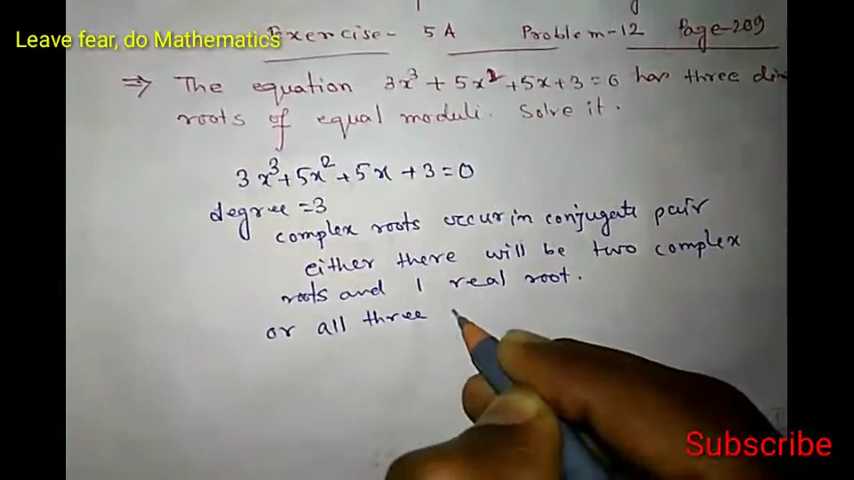 Leave fear, do Mathematics
Exercise- 5A Problem-12 Page-209
⇒ The equation 3x³ + 5x² + 5x + 3 = 0 has three
roots of equal moduli. Solve it.
3x³ + 5x² + 5x + 3 = 0
degree = 3
complex roots occur in conjugate pair
either there will be two complex
roots and 1 real root.
or all three
Subscribe